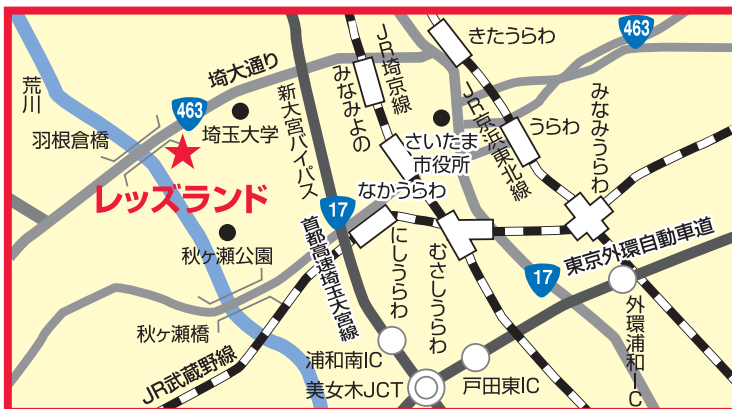 463
きたうらわ
荒川
埼大通り
JR埼京線
みなみよの
新大宮バイパス
463
埼玉大学
羽根倉橋
さいたま
市役所
JR京浜東北線
うらわ
みなみうらわ
レッズランド
なかうらわ
17
首都高速埼玉大宮線
にしうらわ
むさしうらわ
東京外環自動車道
17
秋ヶ瀬公園
秋ヶ瀬橋
JR武蔵野線
浦和南IC
美女木JCT
戸田東IC
外環浦和IC